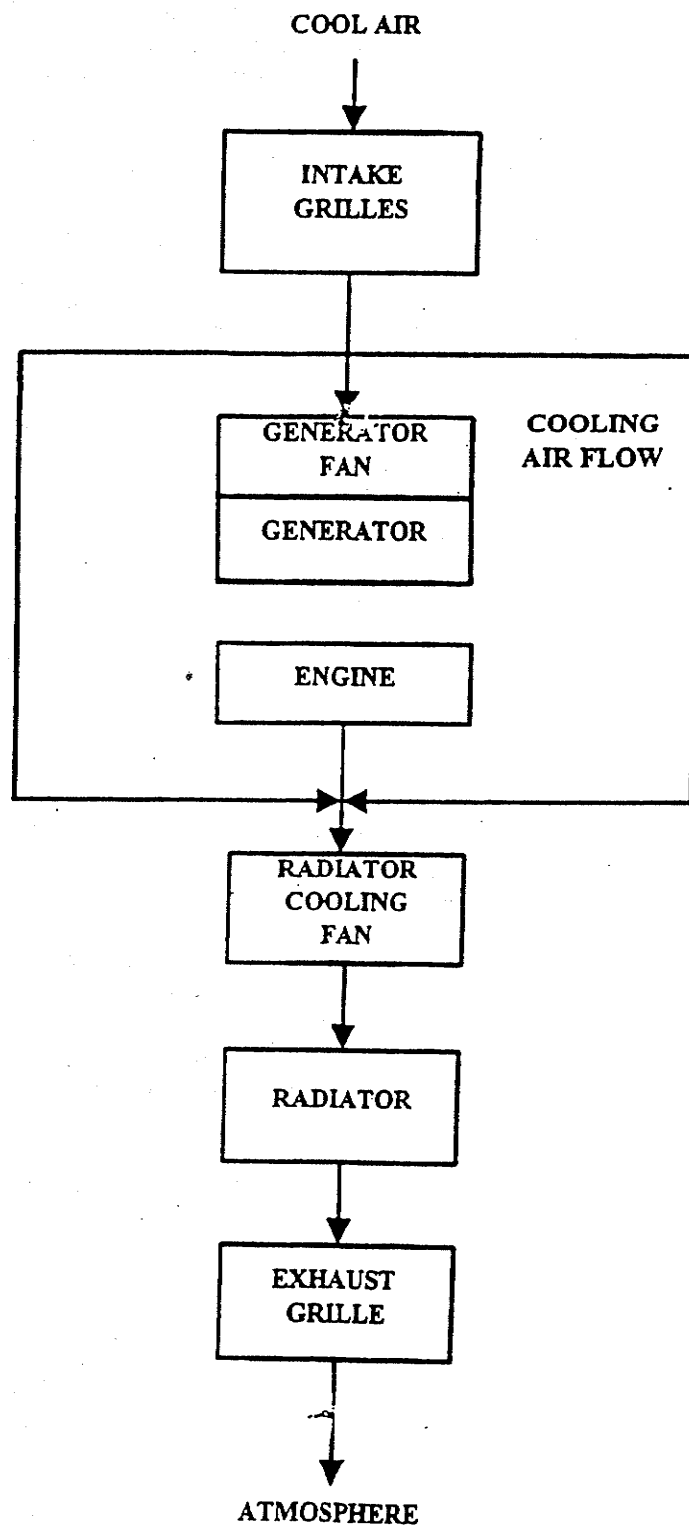 COOL AIR
INTAKE
GRILLES
GENERATOR
FAN
COOLING
AIR FLOW
GENERATOR
ENGINE
RADIATOR
COOLING
FAN
RADIATOR
EXHAUST
GRILLE
ATMOSPHERE